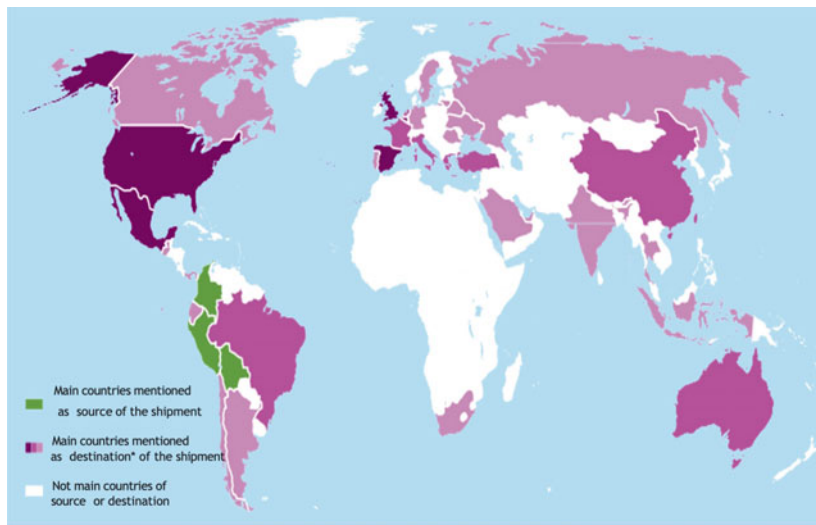 Main countries mentioned
as source of the shipment
Main countries mentioned
as destination* of the shipment
Not main countries of
source or destination